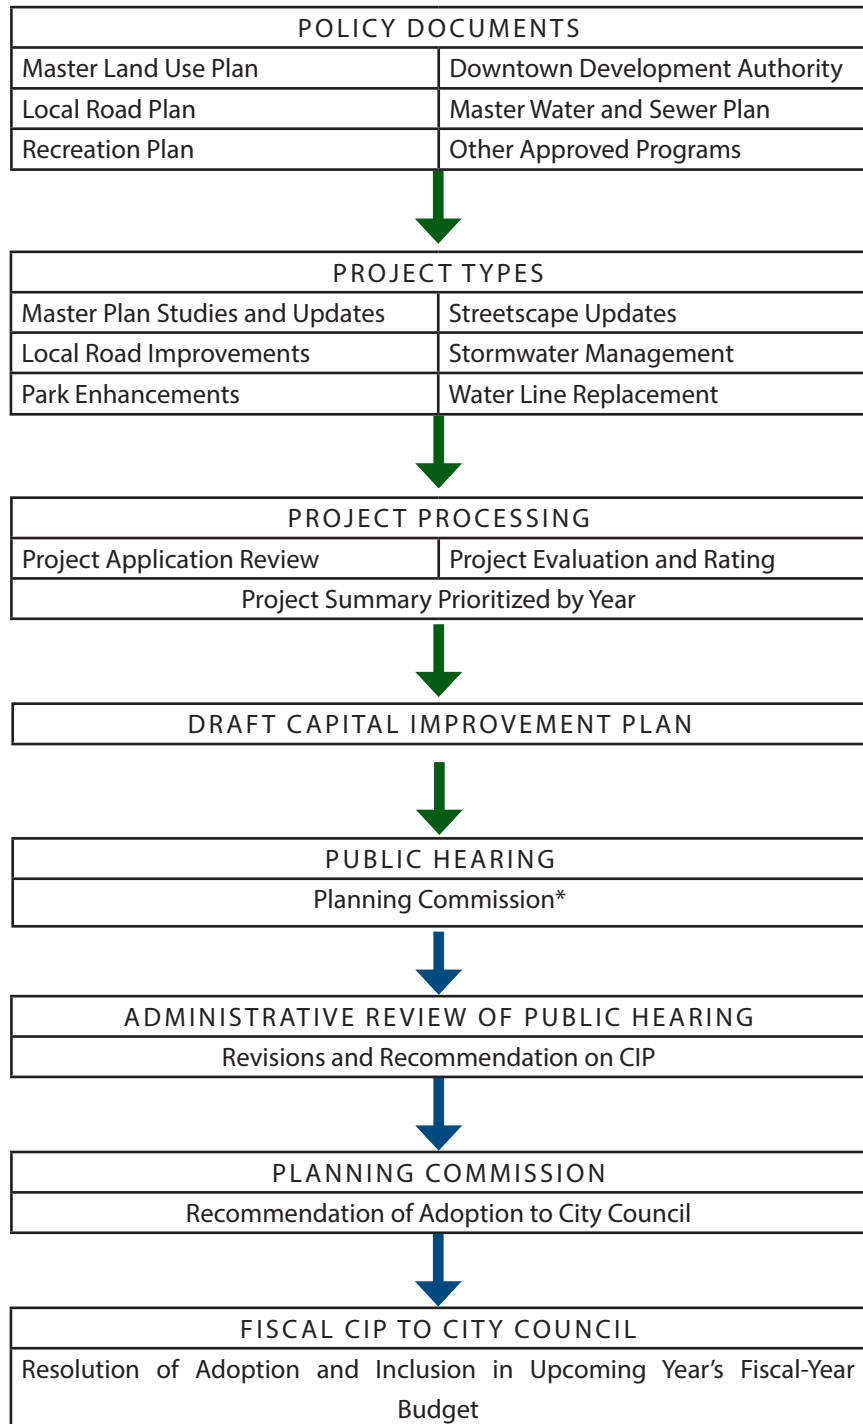 POLICY DOCUMENTS
Master Land Use Plan
Downtown Development Authority
Local Road Plan
Master Water and Sewer Plan
Recreation Plan
Other Approved Programs
PROJECT TYPES
Master Plan Studies and Updates
Streetscape Updates
Local Road Improvements
Stormwater Management
Park Enhancements
Water Line Replacement
PROJECT PROCESSING
Project Application Review
Project Evaluation and Rating
Project Summary Prioritized by Year
DRAFT CAPITAL IMPROVEMENT PLAN
PUBLIC HEARING
Planning Commission*
ADMINISTRATIVE REVIEW OF PUBLIC HEARING
Revisions and Recommendation on CIP
PLANNING COMMISSION
Recommendation of Adoption to City Council
FISCAL CIP TO CITY COUNCIL
Resolution of Adoption and Inclusion in Upcoming Year's Fiscal-Year
Budget